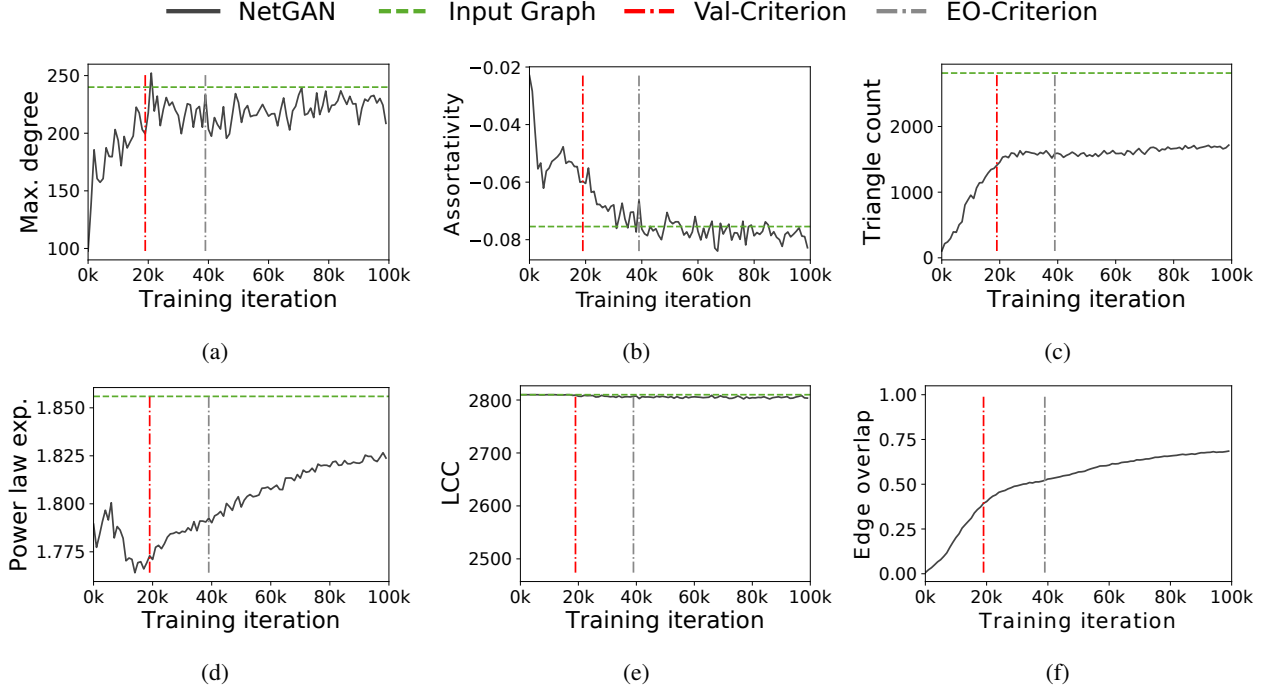 NetGAN Input Graph Val-Criterion EO-Criterion
Max. degree
250
200
150
100
0k 20k 40k 60k 80k 100k
Training iteration
(a)
Assortativity
−0.02
−0.04
−0.06
−0.08
0k 20k 40k 60k 80k 100k
Training iteration
(b)
Triangle count
2000
1000
0
0k 20k 40k 60k 80k 100k
Training iteration
(c)
Power law exp.
1.850
1.825
1.800
1.775
0k 20k 40k 60k 80k 100k
Training iteration
(d)
LCC
2800
2700
2600
2500
0k 20k 40k 60k 80k 100k
Training iteration
(e)
Edge overlap
1.00
0.75
0.50
0.25
0.00
0k 20k 40k 60k 80k 100k
Training iteration
(f)